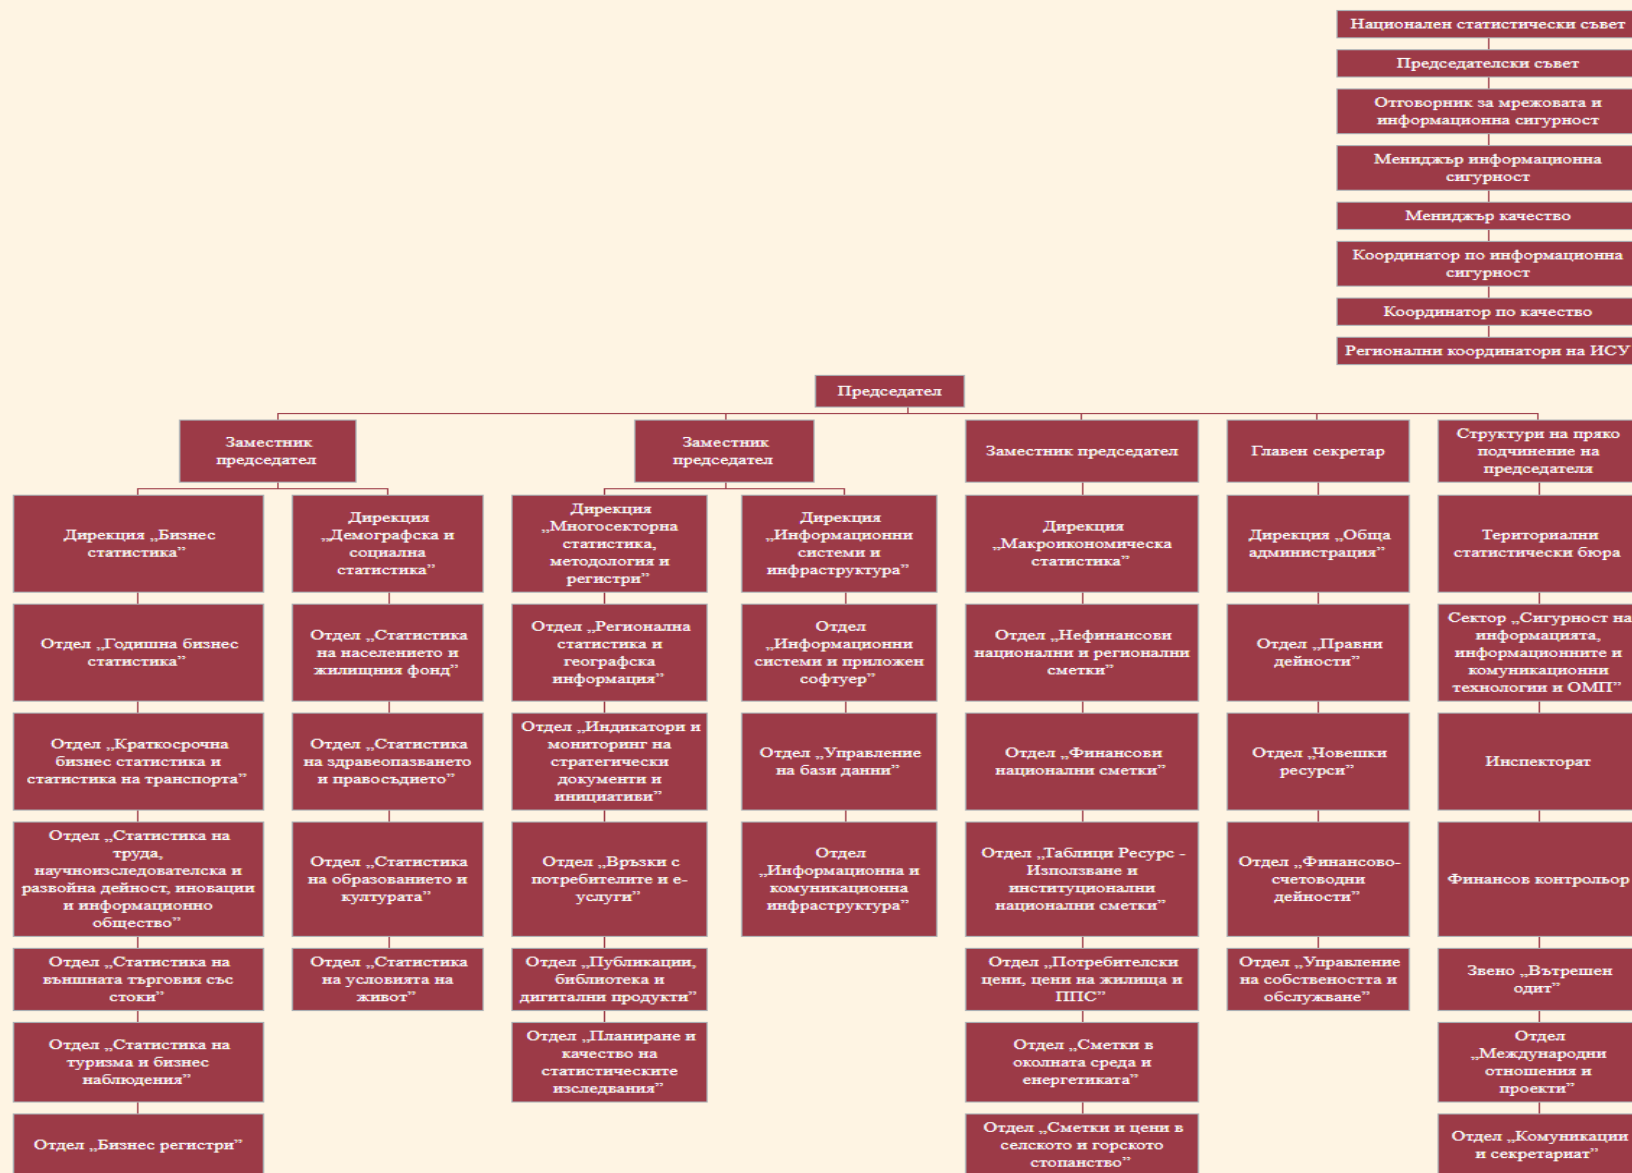 Национален статистически съвет
Председателски съвет
Отговорник за мрежовата и
информационна сигурност
Мениджър информационна
сигурност
Мениджър качество
Координатор по информационна
сигурност
Координатор по качество
Регионални координатори на ИСУ
Председател
Заместник
председател
Заместник
председател
Заместник председател
Главен секретар
Структури на пряко
подчинение на
председателя
Дирекция „Бизнес
статистика”
Дирекция
„Демографска и
социална
статистика”
Дирекция
„Многосекторна
статистика,
методология и
регистри”
Дирекция
„Информационни
системи и
инфраструктура”
Дирекция
„Макроикономическа
статистика”
Дирекция „Обща
администрация”
Териториални
статистически бюра
Отдел „Годишна бизнес
статистика”
Отдел „Статистика
на населението и
жилищния фонд”
Отдел „Регионална
статистика и
географска
информация”
Отдел
„Информационни
системи и приложен
софтуер”
Отдел „Нефинансови
национални и регионални
сметки”
Отдел „Правни
дейности”
Сектор „Сигурност на
информацията,
информационните и
комуникационни
технологии и ОМП”
Отдел „Краткосрочна
бизнес статистика и
статистика на транспорта”
Отдел „Статистика
на здравеопазването
и правосъдието”
Отдел „Индикатори и
мониторинг на
стратегически
документи и
инициативи”
Отдел „Управление
на бази данни”
Отдел „Финансови
национални сметки”
Отдел „Човешки
ресурси”
Инспекторат
Отдел „Статистика на
труда,
научноизследователска и
развойна дейност, иновации
и информационно
общество”
Отдел „Статистика
на образованието и
културата”
Отдел „Връзки с
потребителите и е-
услуги”
Отдел
„Информационна и
комуникационна
инфраструктура”
Отдел „Таблици Ресурс -
Използване и
институционални
национални сметки”
Отдел „Финансово-
счетоводни
дейности”
Финансов контрольор
Отдел „Статистика на
външната търговия със
стоки”
Отдел „Статистика
на условията на
живот”
Отдел „Публикации,
библиотека и
дигитални продукти”
Отдел „Потребителски
цени, цени на жилища и
ППС”
Отдел „Управление
на собствеността и
обслужване”
Звено „Вътрешен
одит”
Отдел „Статистика на
туризма и бизнес
наблюдения”
Отдел „Планиране и
качество на
статистическите
изследвания”
Отдел „Сметки в
околната среда и
енергетиката”
Отдел
„Международни
отношения и
проекти”
Отдел „Бизнес регистри”
Отдел „Сметки и цени в
селското и горското
стопанство”
Отдел „Комуникации
и секретариат”